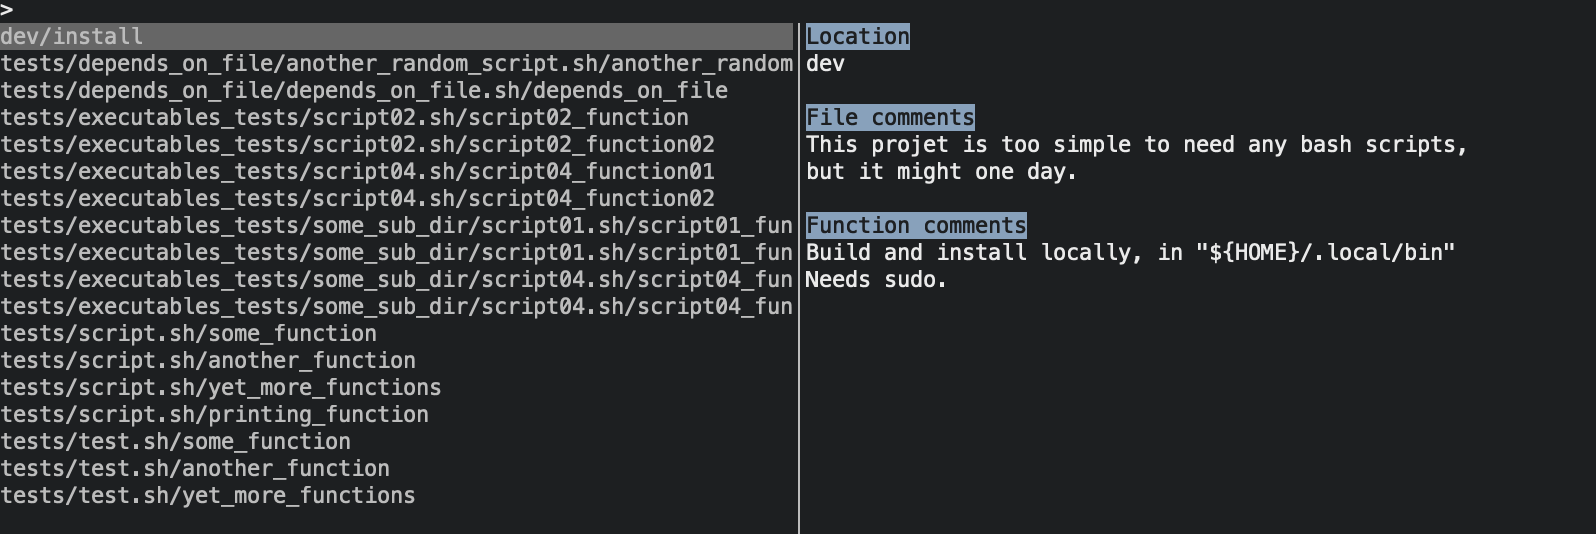 >
dev/install
tests/depends_on_file/another_random_script.sh/another_random
tests/depends_on_file/depends_on_file.sh/depends_on_file
tests/executables_tests/script02.sh/script02_function
tests/executables_tests/script02.sh/script02_function02
tests/executables_tests/script04.sh/script04_function01
tests/executables_tests/script04.sh/script04_function02
tests/executables_tests/some_sub_dir/script01.sh/script01_fun
tests/executables_tests/some_sub_dir/script01.sh/script01_fun
tests/executables_tests/some_sub_dir/script04.sh/script04_fun
tests/executables_tests/some_sub_dir/script04.sh/script04_fun
tests/script.sh/some_function
tests/script.sh/another_function
tests/script.sh/yet_more_functions
tests/script.sh/printing_function
tests/test.sh/some_function
tests/test.sh/another_function
tests/test.sh/yet_more_functions
Location
dev
File comments
This projet is too simple to need any bash scripts,
but it might one day.
Function comments
Build and install locally, in "${HOME}/.local/bin"
Needs sudo.